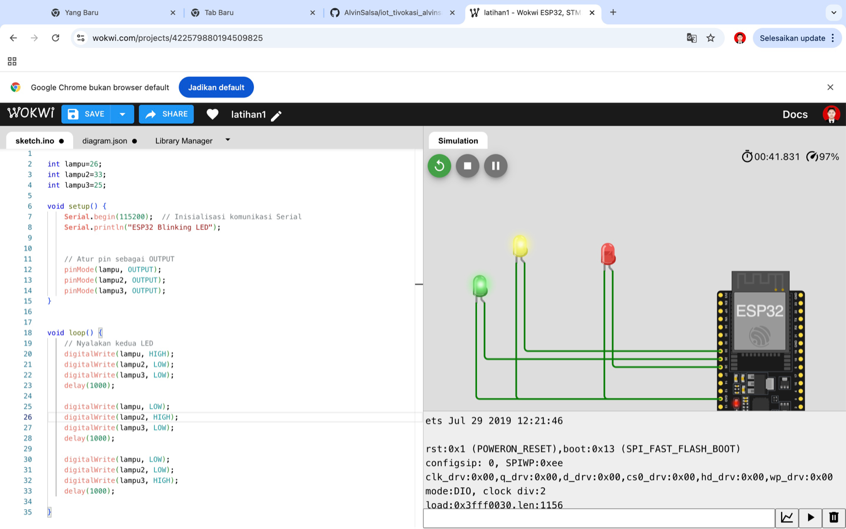 Yang Baru
Tab Baru
AlvinSalsa/iot_tivokasi_alvins
latihan1 - Wokwi ESP32, STM
wokwi.com/projects/422579880194509825
Selesaikan update
Google Chrome bukan browser default
Jadikan default
WOKWI
SAVE
SHARE
latihan1
Docs
sketch.ino
diagram.json
Library Manager
1
2 int lampu=26;
3 int lampu2=33;
4 int lampu3=25;
5
6 void setup() {
7 Serial.begin(115200); // Inisialisasi komunikasi Serial
8 Serial.println("ESP32 Blinking LED");
9
10
11 // Atur pin sebagai OUTPUT
12 pinMode(lampu, OUTPUT);
13 pinMode(lampu2, OUTPUT);
14 pinMode(lampu3, OUTPUT);
15 }
16
17
18 void loop() {
19 // Nyalakan kedua LED
20 digitalWrite(lampu, HIGH);
21 digitalWrite(lampu2, LOW);
22 digitalWrite(lampu3, LOW);
23 delay(1000);
24
25 digitalWrite(lampu, LOW);
26 digitalWrite(lampu2, HIGH);
27 digitalWrite(lampu3, LOW);
28 delay(1000);
29
30 digitalWrite(lampu, LOW);
31 digitalWrite(lampu2, LOW);
32 digitalWrite(lampu3, HIGH);
33 delay(1000);
34
35 }
Simulation
00:41.831
97%
ESP32
ets Jul 29 2019 12:21:46
rst:0x1 (POWERON_RESET),boot:0x13 (SPI_FAST_FLASH_BOOT)
configsip: 0, SPIWP:0xee
clk_drv:0x00,q_drv:0x00,d_drv:0x00,cs0_drv:0x00,hd_drv:0x00,wp_drv:0x00
mode:DIO, clock div:2
load:0x3fff0030,len:1156